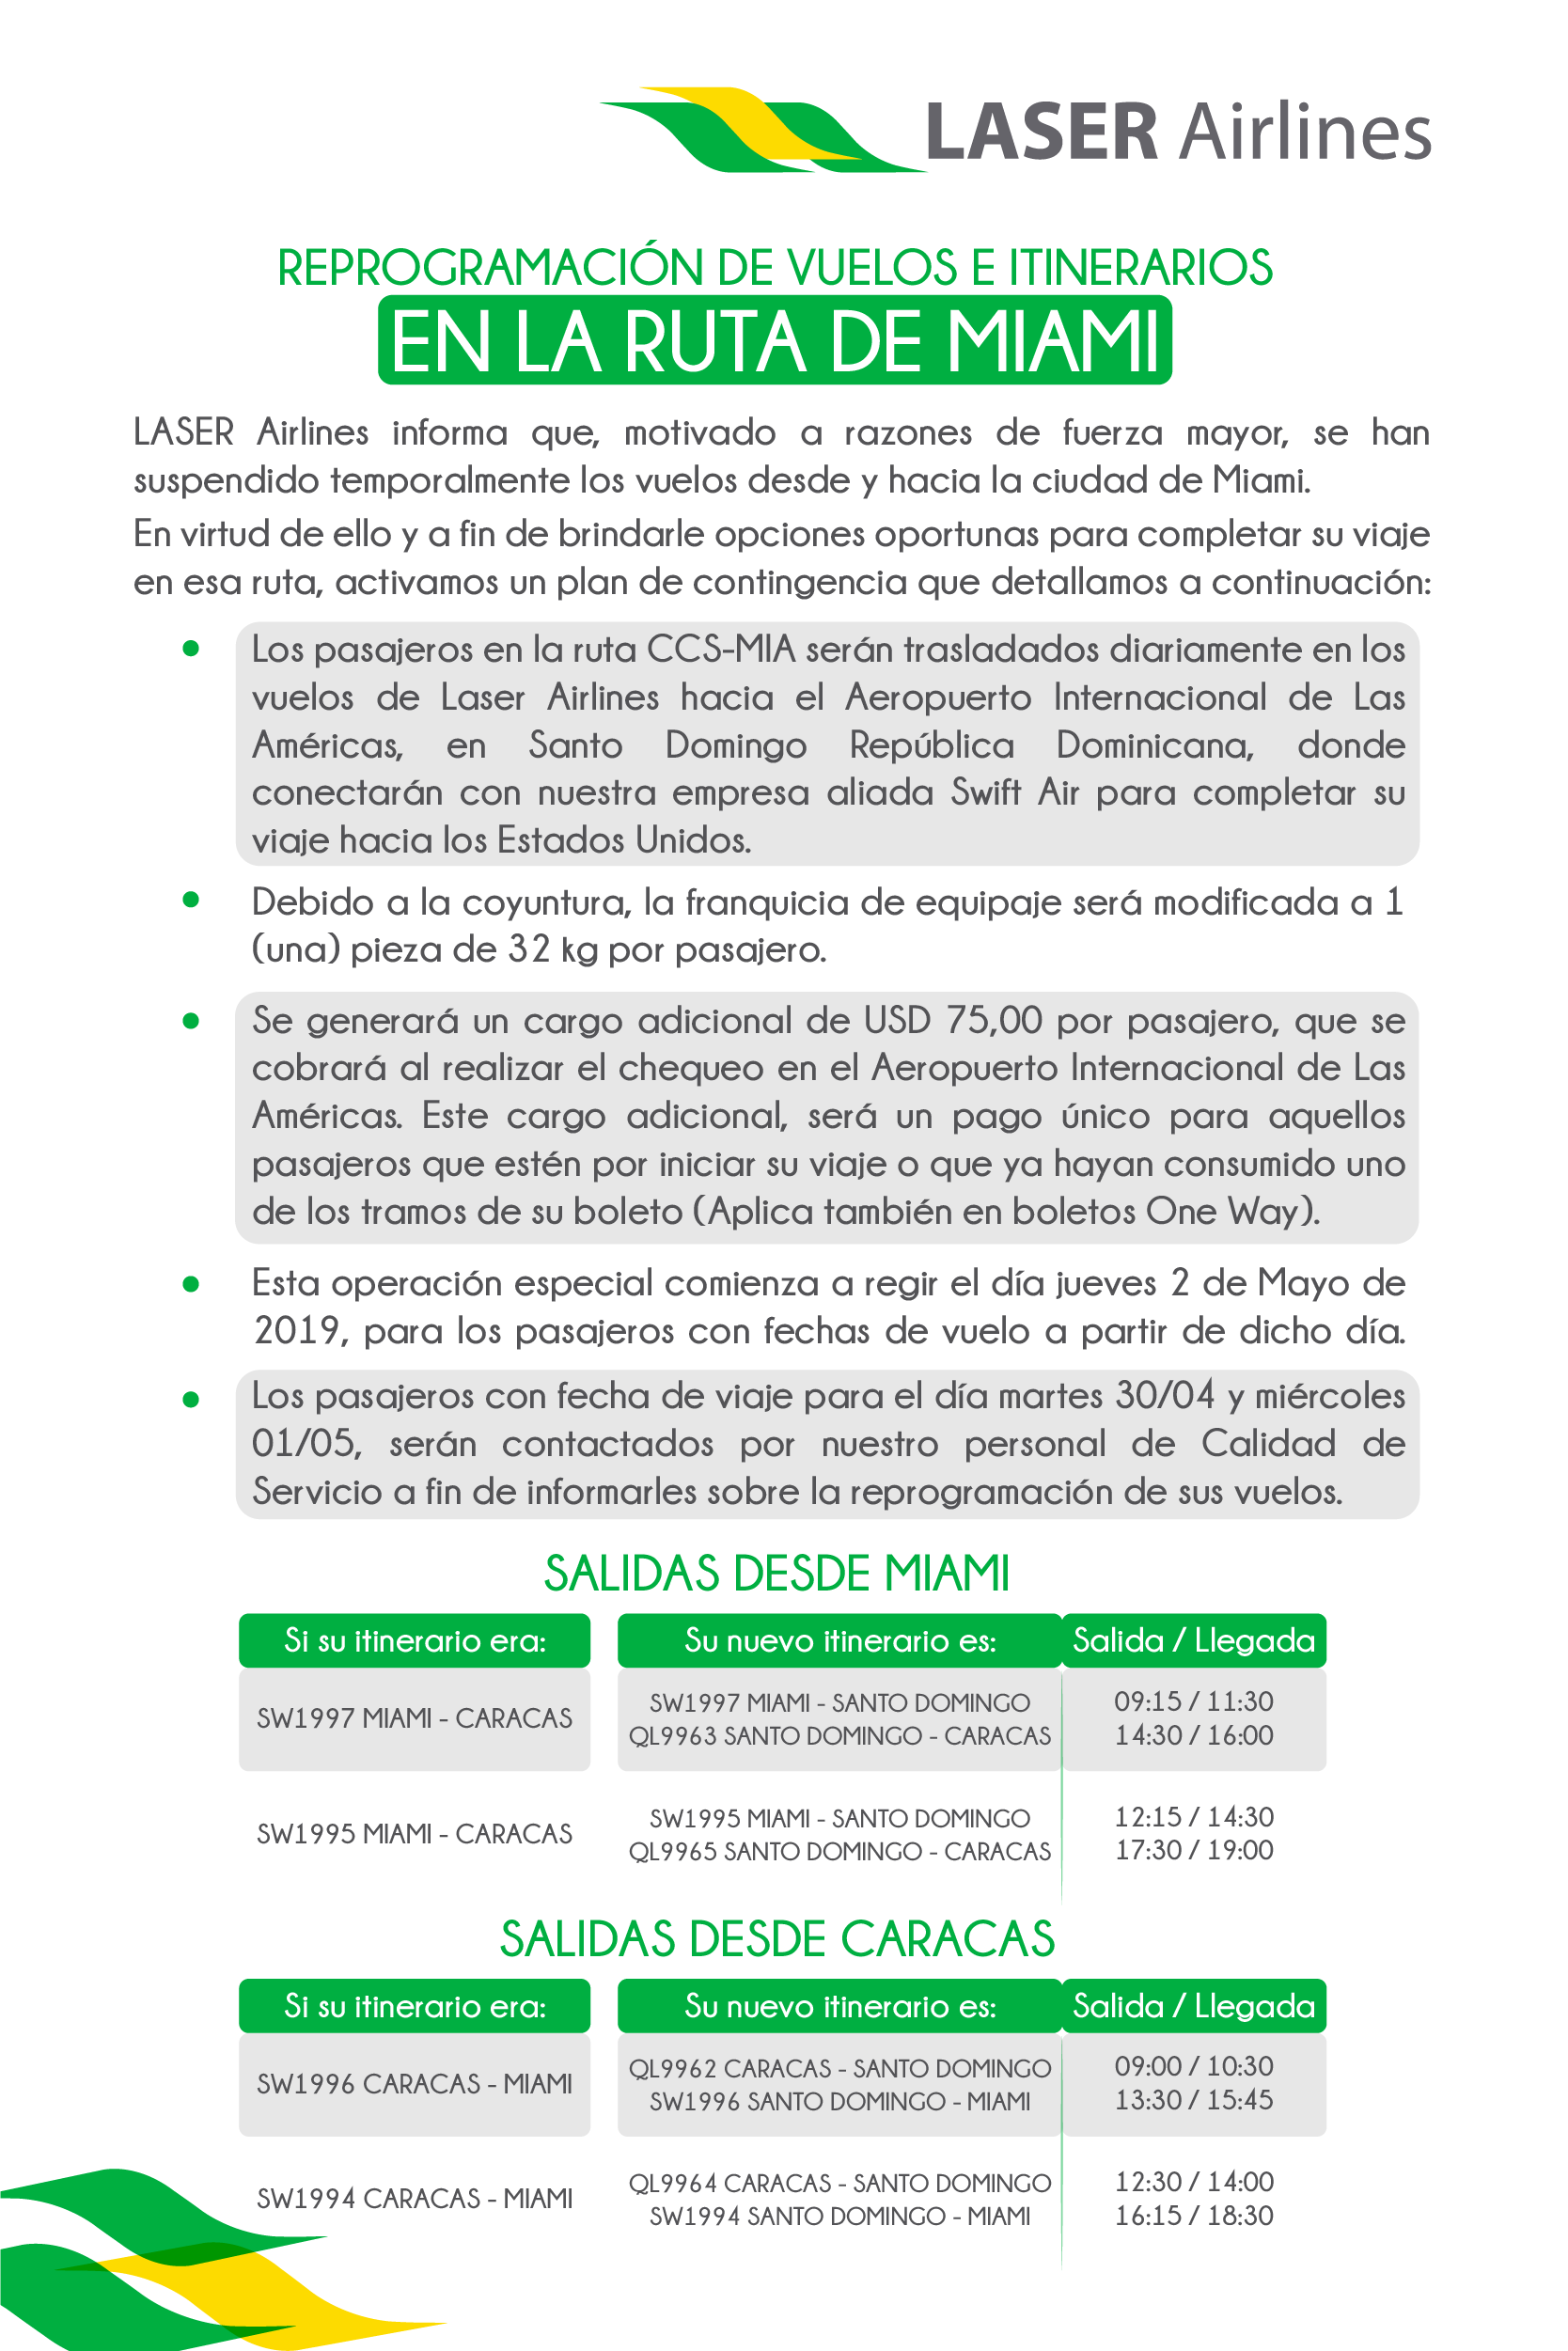 LASER Airlines
REPROGRAMACIÓN DE VUELOS E ITINERARIOS
EN LA RUTA DE MIAMI
LASER Airlines informa que, motivado a razones de fuerza mayor, se han
suspendido temporalmente los vuelos desde y hacia la ciudad de Miami.
En virtud de ello y a fin de brindarle opciones oportunas para completar su viaje
en esa ruta, activamos un plan de contingencia que detallamos a continuación:
• Los pasajeros en la ruta CCS-MIA serán trasladados diariamente en los
vuelos de Laser Airlines hacia el Aeropuerto Internacional de Las
Américas, en Santo Domingo República Dominicana, donde
conectarán con nuestra empresa aliada Swift Air para completar su
viaje hacia los Estados Unidos.
• Debido a la coyuntura, la franquicia de equipaje será modificada a 1
(una) pieza de 32 kg por pasajero.
• Se generará un cargo adicional de USD 75,00 por pasajero, que se
cobrará al realizar el chequeo en el Aeropuerto Internacional de Las
Américas. Este cargo adicional, será un pago único para aquellos
pasajeros que estén por iniciar su viaje o que ya hayan consumido uno
de los tramos de su boleto (Aplica también en boletos One Way).
• Esta operación especial comienza a regir el día jueves 2 de Mayo de
2019, para los pasajeros con fechas de vuelo a partir de dicho día.
• Los pasajeros con fecha de viaje para el día martes 30/04 y miércoles
01/05, serán contactados por nuestro personal de Calidad de
Servicio a fin de informarles sobre la reprogramación de sus vuelos.
SALIDAS DESDE MIAMI
Si su itinerario era: Su nuevo itinerario es: Salida / Llegada
SW1997 MIAMI - CARACAS
SW1997 MIAMI - SANTO DOMINGO 09:15 / 11:30
QL9963 SANTO DOMINGO - CARACAS 14:30 / 16:00
SW1995 MIAMI - CARACAS
SW1995 MIAMI - SANTO DOMINGO 12:15 / 14:30
QL9965 SANTO DOMINGO - CARACAS 17:30 / 19:00
SALIDAS DESDE CARACAS
Si su itinerario era: Su nuevo itinerario es: Salida / Llegada
SW1996 CARACAS - MIAMI
QL9962 CARACAS - SANTO DOMINGO 09:00 / 10:30
SW1996 SANTO DOMINGO - MIAMI 13:30 / 15:45
SW1994 CARACAS - MIAMI
QL9964 CARACAS - SANTO DOMINGO 12:30 / 14:00
SW1994 SANTO DOMINGO - MIAMI 16:15 / 18:30